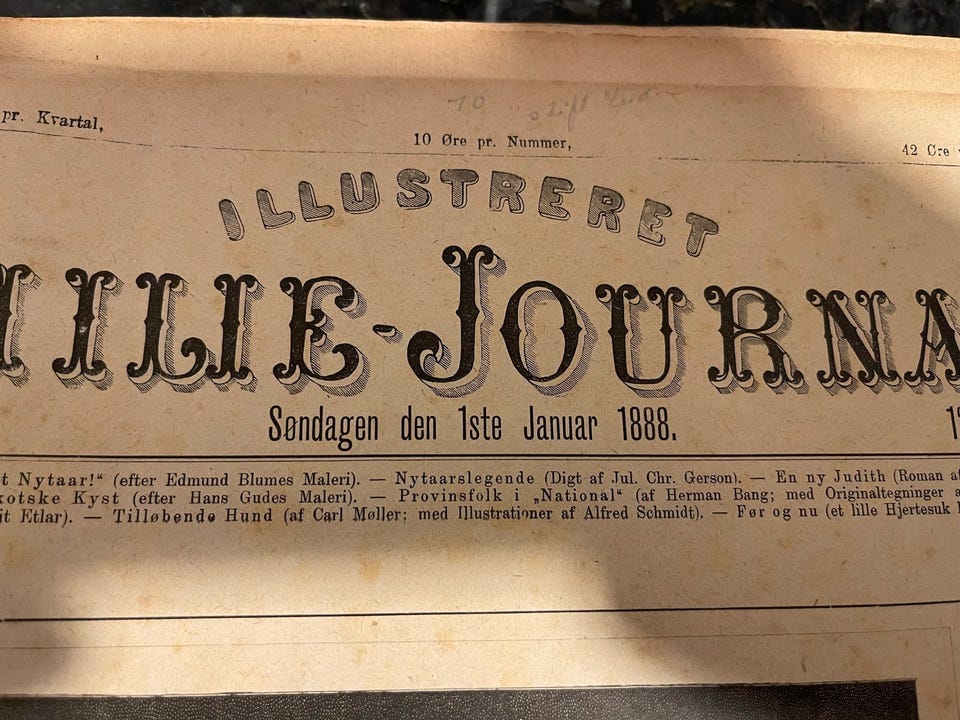 pr. Kvartal,
10 Øre pr. Nummer,
42 Øre
ILLUSTRERET
ILIE-JOURNA
Søndagen den 1ste Januar 1888.
t Nytaar!“ (efter Edmund Blumes Maleri). — Nytaarslegende (Digt af Jul. Chr. Gerson). — En ny Judith (Roman af
kotske Kyst (efter Hans Gudes Maleri). — Provinsfolk i „National“ (af Herman Bang; med Originaltegninger a
it Etlar). — Tilløbende Hund (af Carl Møller; med Illustrationer af Alfred Schmidt). — Før og nu (et lille Hjertesuk